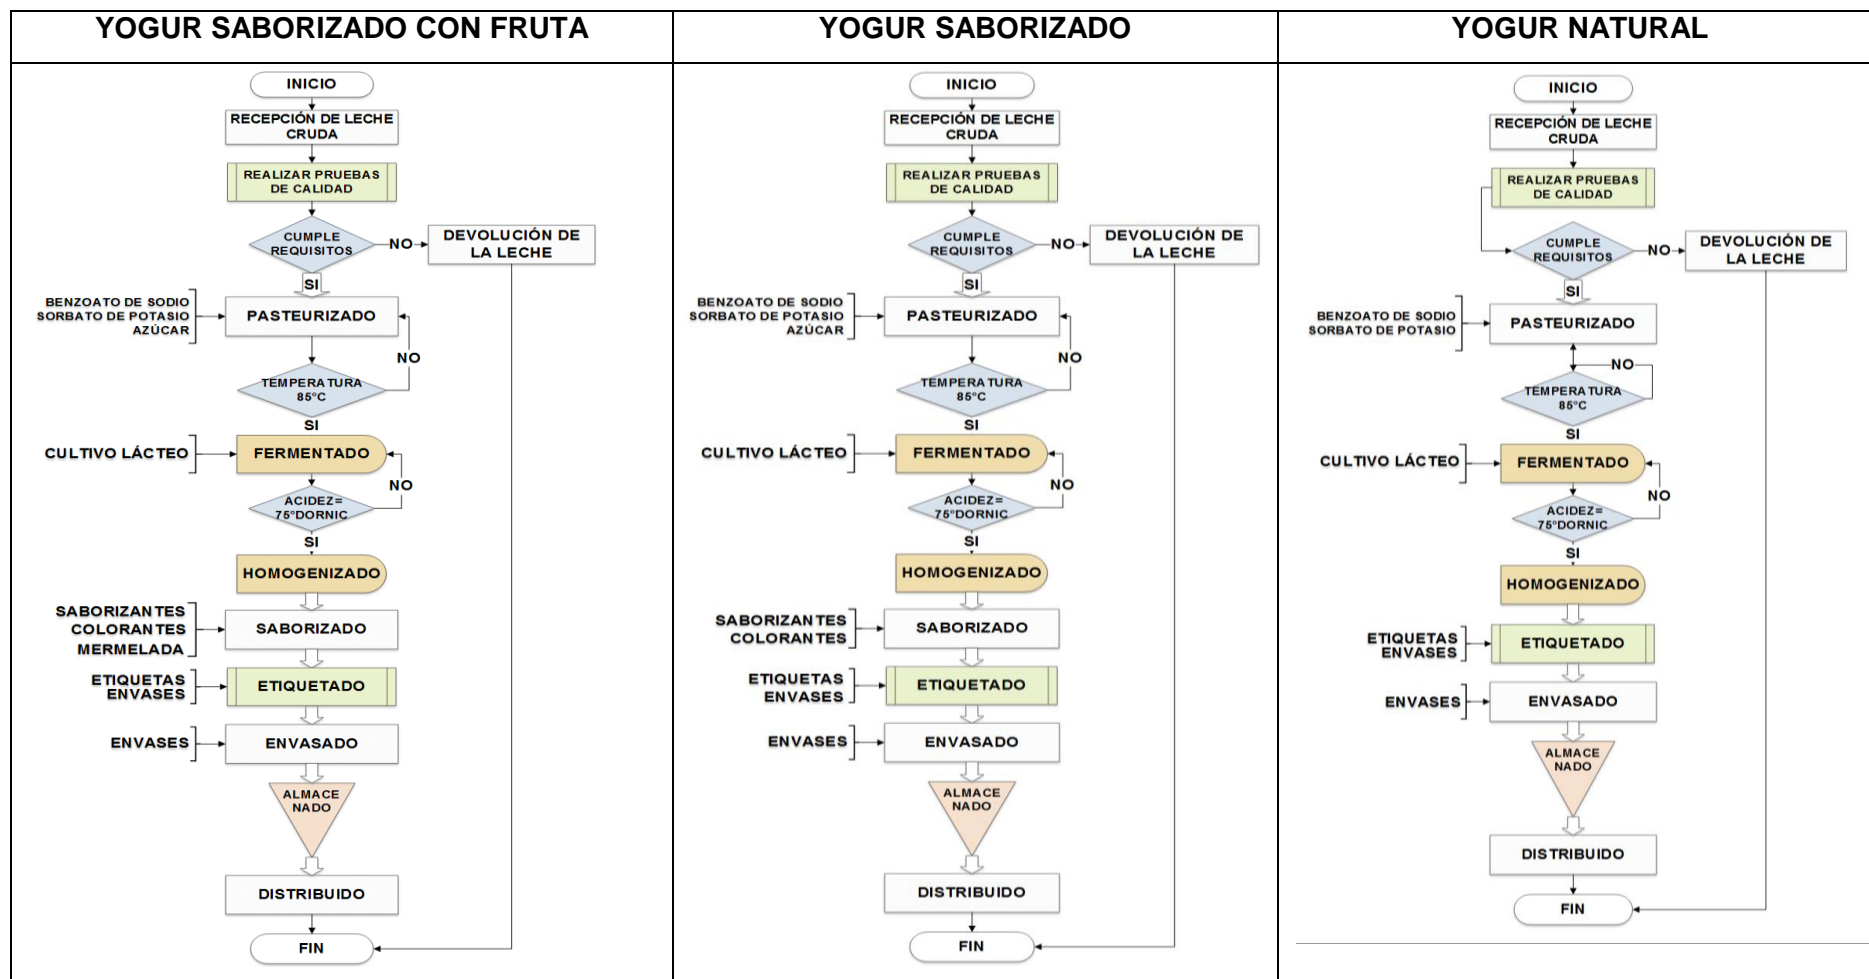 YOGUR SABORIZADO CON FRUTA
INICIO
RECEPCIÓN DE LECHE
CRUDA
REALIZAR PRUEBAS
DE CALIDAD
CUMPLE
REQUISITOS
NO
DEVOLUCIÓN DE
LA LECHE
SI
BENZOATO DE SODIO
SORBATO DE POTASIO
AZÚCAR
PASTEURIZADO
NO
TEMPERATURA
85°C
SI
CULTIVO LÁCTEO
FERMENTADO
NO
ACIDEZ=
75°DORNIC
SI
HOMOGENIZADO
SABORIZANTES
COLORANTES
MERMELADA
SABORIZADO
ETIQUETAS
ENVASES
ETIQUETADO
ENVASES
ENVASADO
ALMACE
NADO
DISTRIBUIDO
FIN
YOGUR SABORIZADO
INICIO
RECEPCIÓN DE LECHE
CRUDA
REALIZAR PRUEBAS
DE CALIDAD
CUMPLE
REQUISITOS
NO
DEVOLUCIÓN DE
LA LECHE
SI
BENZOATO DE SODIO
SORBATO DE POTASIO
AZÚCAR
PASTEURIZADO
NO
TEMPERATURA
85°C
SI
CULTIVO LÁCTEO
FERMENTADO
NO
ACIDEZ=
75°DORNIC
SI
HOMOGENIZADO
SABORIZANTES
COLORANTES
SABORIZADO
ETIQUETAS
ENVASES
ETIQUETADO
ENVASES
ENVASADO
ALMACE
NADO
DISTRIBUIDO
FIN
YOGUR NATURAL
INICIO
RECEPCIÓN DE LECHE
CRUDA
REALIZAR PRUEBAS
DE CALIDAD
CUMPLE
REQUISITOS
NO
DEVOLUCIÓN DE
LA LECHE
SI
BENZOATO DE SODIO
SORBATO DE POTASIO
PASTEURIZADO
NO
TEMPERATURA
85°C
SI
CULTIVO LÁCTEO
FERMENTADO
NO
ACIDEZ=
75°DORNIC
SI
HOMOGENIZADO
ETIQUETAS
ENVASES
ETIQUETADO
ENVASES
ENVASADO
ALMACE
NADO
DISTRIBUIDO
FIN